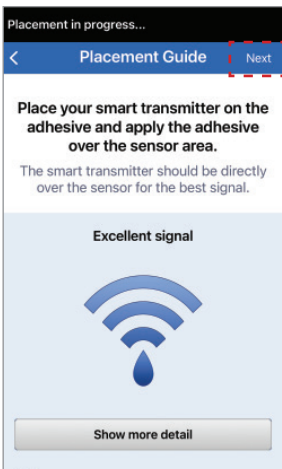 Placement in progress...
Placement Guide Next
Place your smart transmitter on the
adhesive and apply the adhesive
over the sensor area.
The smart transmitter should be directly
over the sensor for the best signal.
Excellent signal
Show more detail